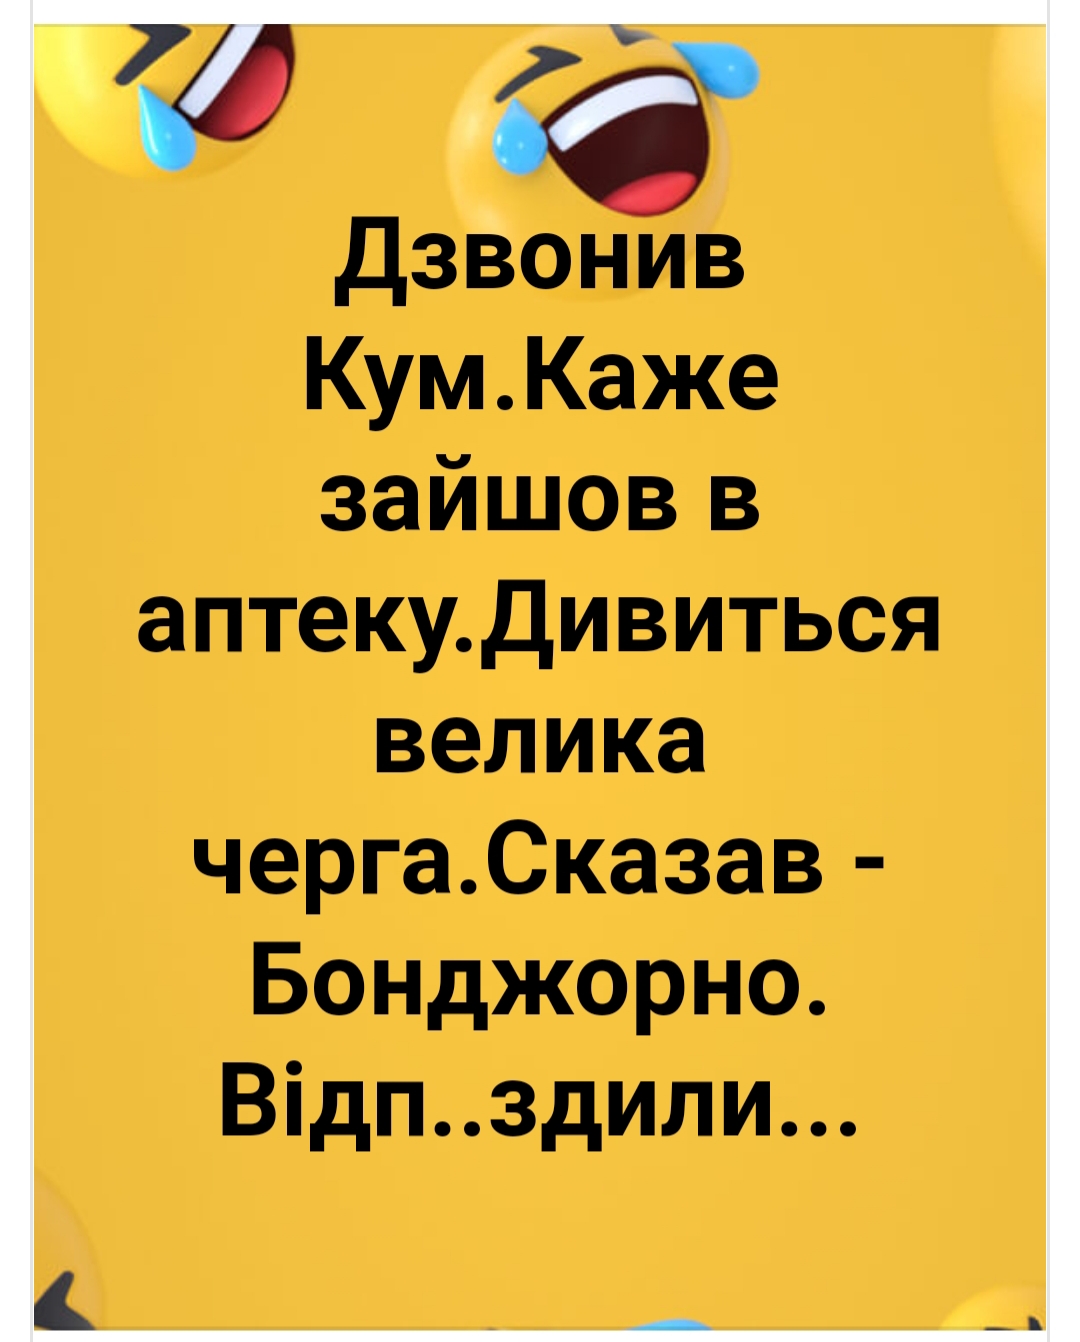 Дзвонив
Кум.Каже
зайшов в
аптеку.Дивиться
велика
черга.Сказав -
Бонджорно.
Відп..здили...